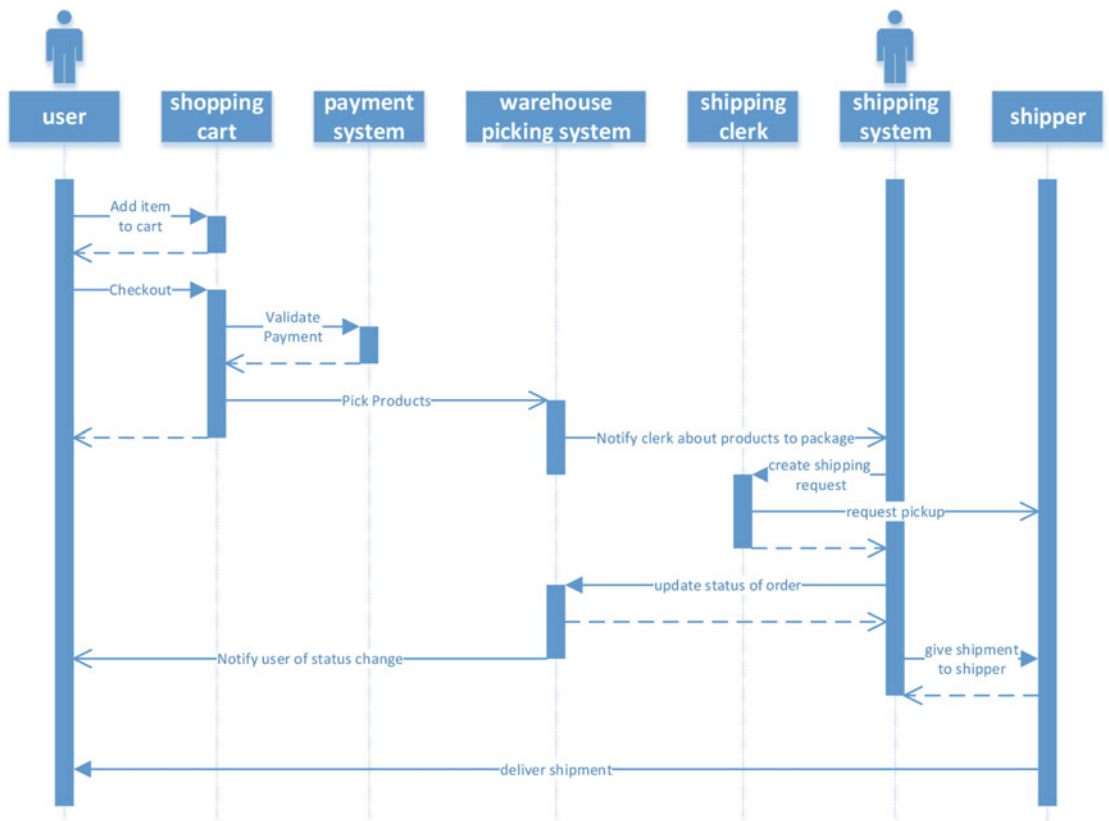 user
shopping
cart
payment
system
warehouse
picking system
shipping
clerk
shipping
system
shipper
Add item
to cart
Checkout
Validate
Payment
Pick Products
Notify clerk about products to package
create shipping
request
request pickup
update status of order
Notify user of status change
give shipment
to shipper
deliver shipment